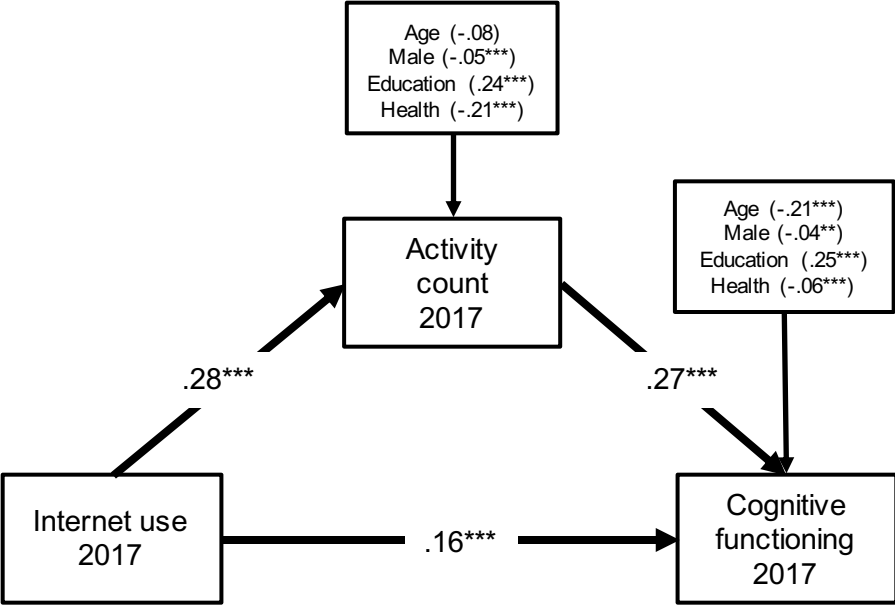 Age (-.08)
Male (-.05***)
Education (.24***)
Health (-.21***)
Age (-.21***)
Male (-.04**)
Education (.25***)
Health (-.06***)
Activity
count
2017
.28***
.27***
Internet use
2017
.16***
Cognitive
functioning
2017